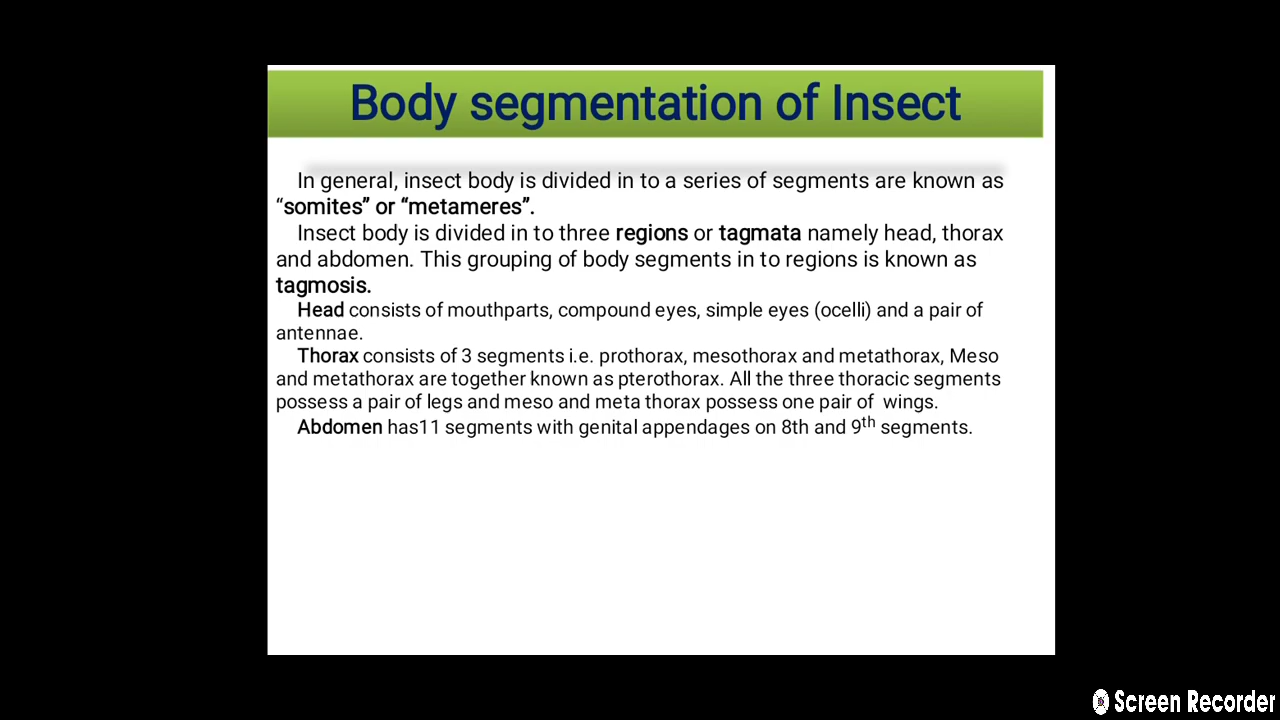 Body segmentation of Insect
In general, insect body is divided in to a series of segments are known as
“somites” or “metameres”.
Insect body is divided in to three regions or tagmata namely head, thorax
and abdomen. This grouping of body segments in to regions is known as
tagmosis.
Head consists of mouthparts, compound eyes, simple eyes (ocelli) and a pair of
antennae.
Thorax consists of 3 segments i.e. prothorax, mesothorax and metathorax, Meso
and metathorax are together known as pterothorax. All the three thoracic segments
possess a pair of legs and meso and meta thorax possess one pair of wings.
Abdomen has11 segments with genital appendages on 8th and 9th segments.
Screen Recorder